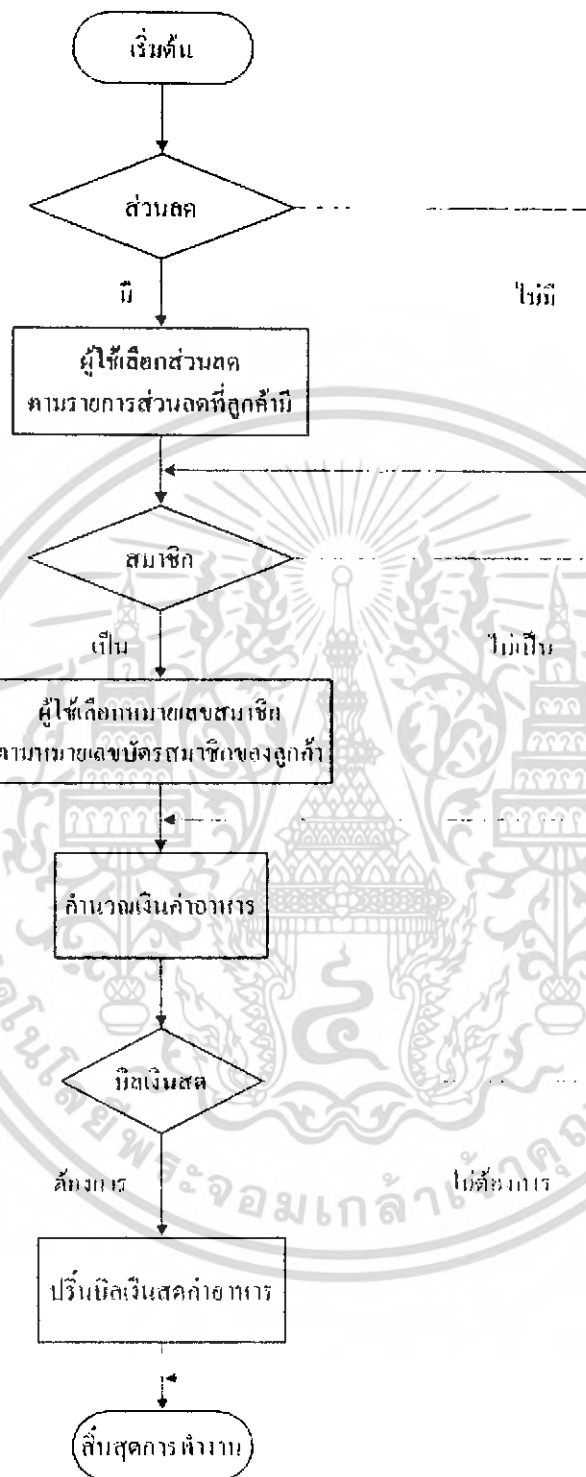 เริ่มต้น
ส่วนลด
มี
ไม่มี
ผู้ใช้เลือกส่วนลด
ตามรายการส่วนลดที่ลูกค้ามี
สมาชิก
เป็น
ไม่เป็น
ผู้ใช้เลือกหมายเลขสมาชิก
ตามหมายเลขบัตรสมาชิกของลูกค้า
คำนวณเงินค่าอาหาร
บิลเงินสด
ต้องการ
ไม่ต้องการ
ปริ้นบิลเงินสดค่าอาหาร
สิ้นสุดการทำงาน